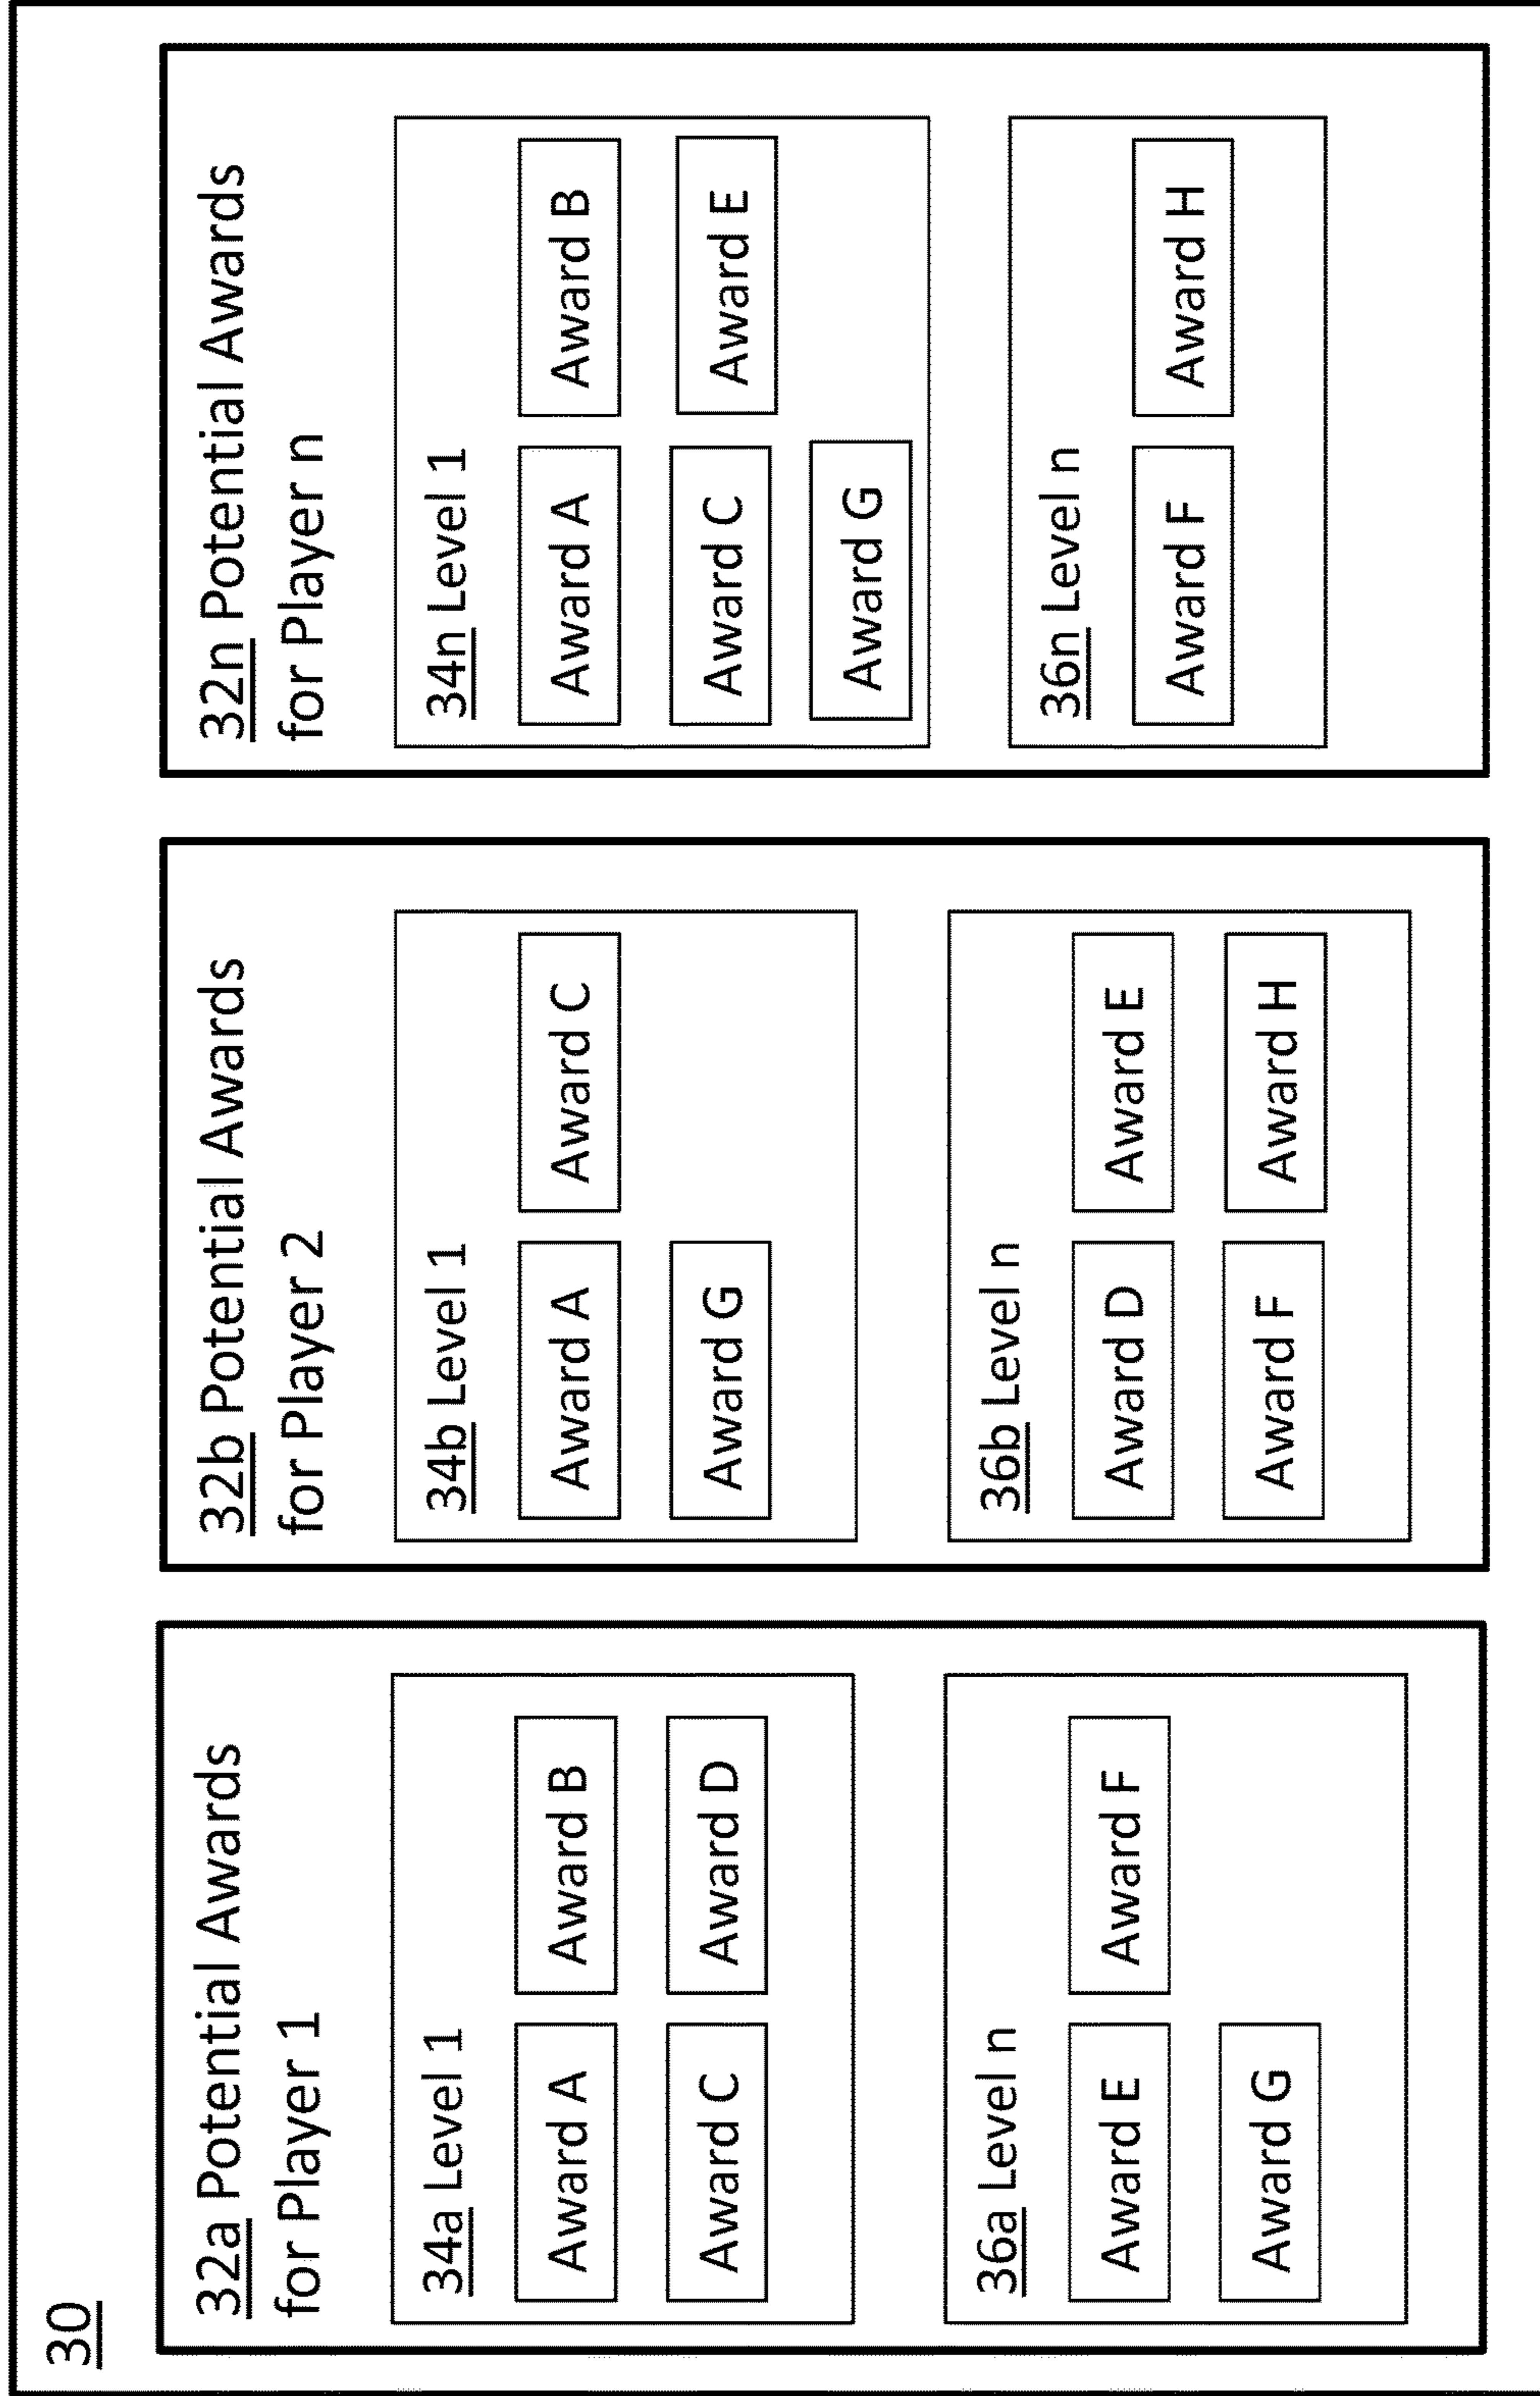 30
32a Potential Awards
for Player 1
34a Level 1
Award A
Award B
Award C
Award D
36a Level n
Award E
Award F
Award G
32b Potential Awards
for Player 2
34b Level 1
Award A
Award C
Award G
36b Level n
Award D
Award E
Award F
Award H
32n Potential Awards
for Player n
34n Level 1
Award A
Award B
Award C
Award E
Award G
36n Level n
Award F
Award H